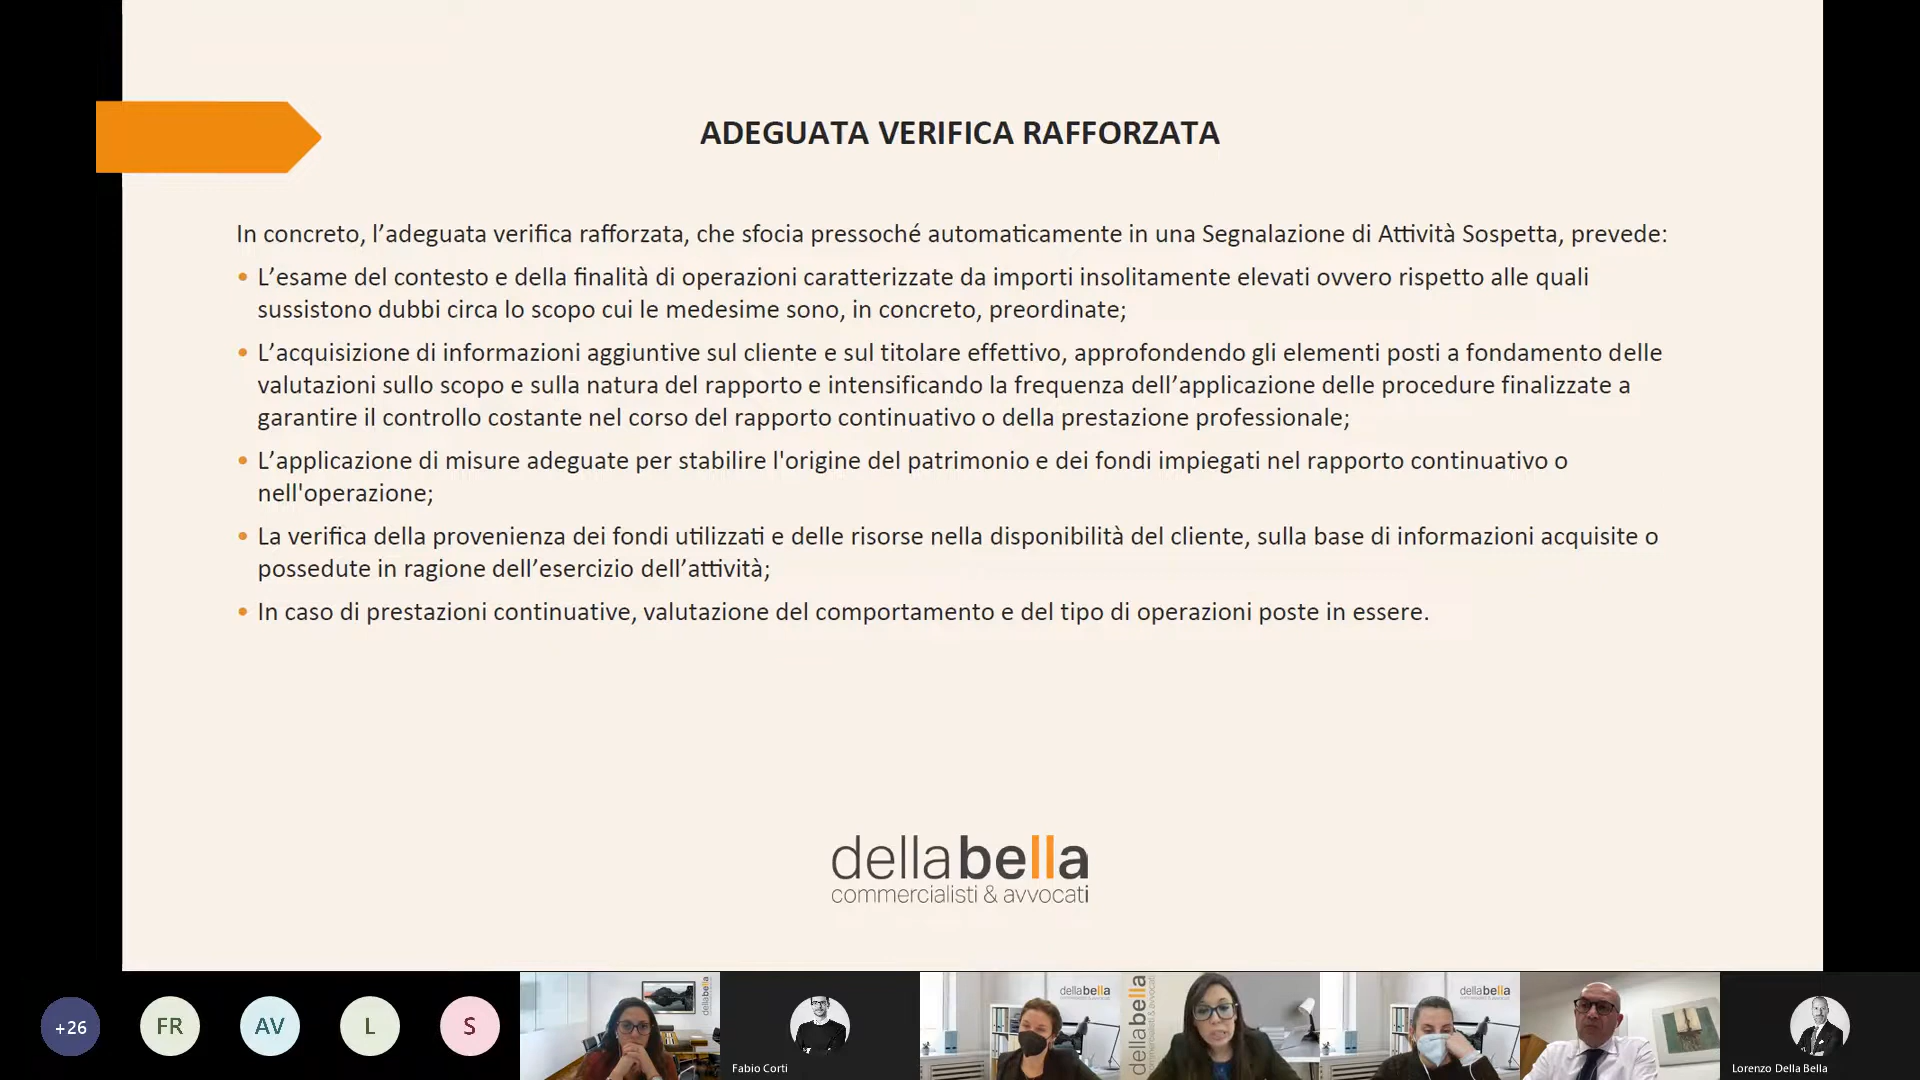 ADEGUATA VERIFICA RAFFORZATA
In concreto, l’adeguata verifica rafforzata, che sfocia pressoché automaticamente in una Segnalazione di Attività Sospetta, prevede:
• L’esame del contesto e della finalità di operazioni caratterizzate da importi insolitamente elevati ovvero rispetto alle quali
sussistono dubbi circa lo scopo cui le medesime sono, in concreto, preordinate;
• L’acquisizione di informazioni aggiuntive sul cliente e sul titolare effettivo, approfondendo gli elementi posti a fondamento delle
valutazioni sullo scopo e sulla natura del rapporto e intensificando la frequenza dell’applicazione delle procedure finalizzate a
garantire il controllo costante nel corso del rapporto continuativo o della prestazione professionale;
• L’applicazione di misure adeguate per stabilire l'origine del patrimonio e dei fondi impiegati nel rapporto continuativo o
nell'operazione;
• La verifica della provenienza dei fondi utilizzati e delle risorse nella disponibilità del cliente, sulla base di informazioni acquisite o
possedute in ragione dell’esercizio dell’attività;
• In caso di prestazioni continuative, valutazione del comportamento e del tipo di operazioni poste in essere.
dellabella
commercialisti & avvocati
+26
FR
AV
L
S
dellabella
Fabio Corti
dellabella
dellabella
commercialisti & avvocati
dellabella
Lorenzo Della Bella